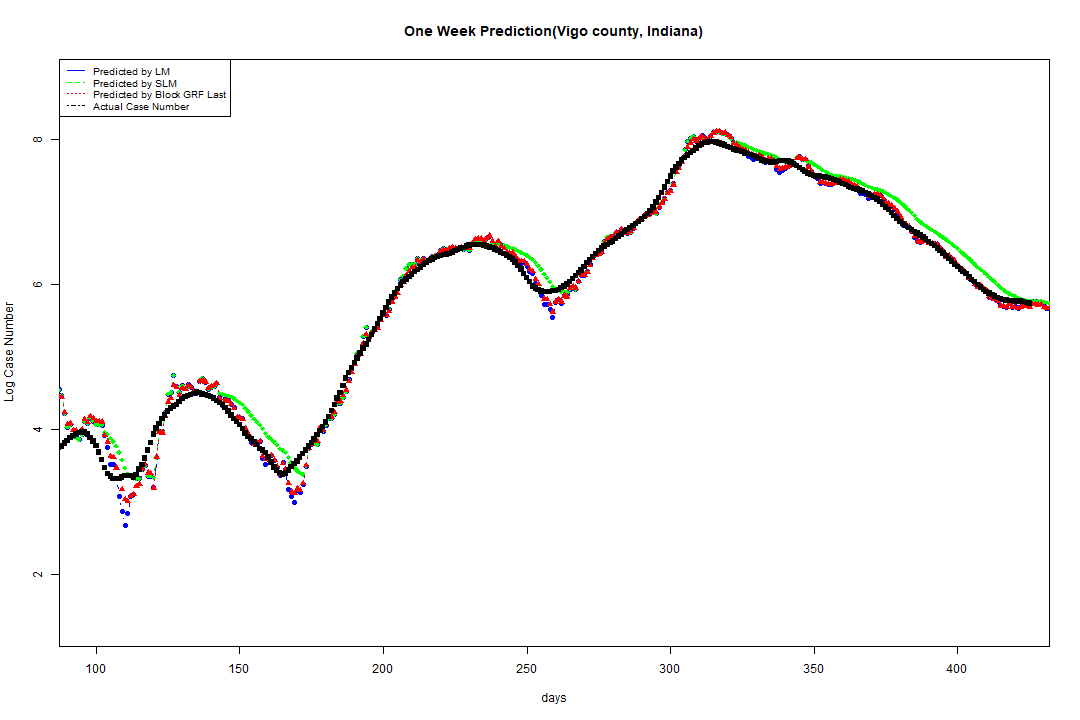 One Week Prediction(Vigo county, Indiana)
Predicted by LM
Predicted by SLM
Predicted by Block GRF Last
Actual Case Number
8
6
4
2
Log Case Number
100 150 200 250 300 350 400
days